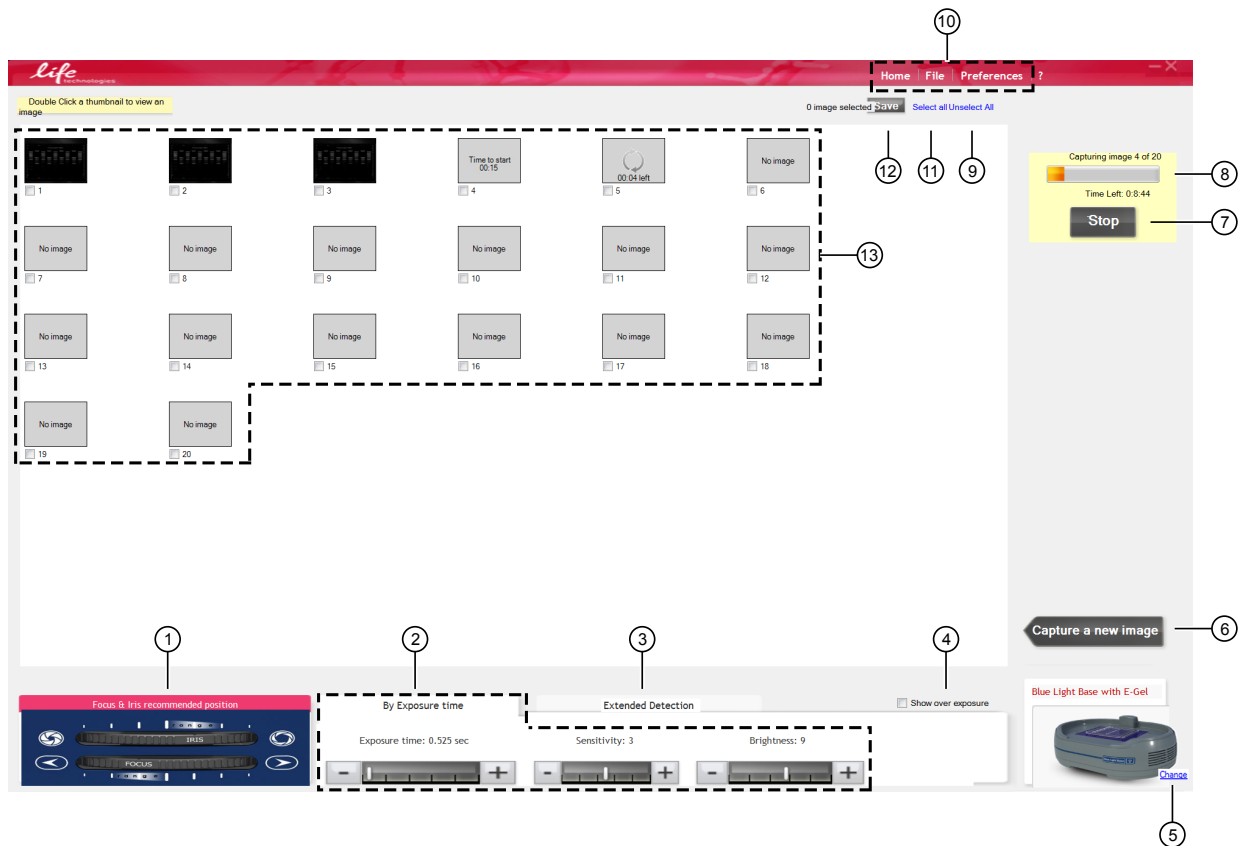 10
life
technologies
Home File Preferences ?
Double Click a thumbnail to view an
image
0 image selected Save Select all Unselect All
12 11 9
Capturing image 4 of 20
8
Time Left: 0:8:44
Stop
7
Time to start
00:15
00:04 left
No image
1 2 3 4 5 6
No image No image No image No image No image No image
13
7 8 9 10 11 12
No image No image No image No image No image No image
13 14 15 16 17 18
No image No image
19 20
1 2 3 4
Capture a new image
6
Focus & Iris recommended position
By Exposure time
Extended Detection
Show over exposure
Blue Light Base with E-Gel
range
IRIS
FOCUS
range
Exposure time: 0.525 sec
Sensitivity: 3
Brightness: 9
- +
- +
- +
Change
5